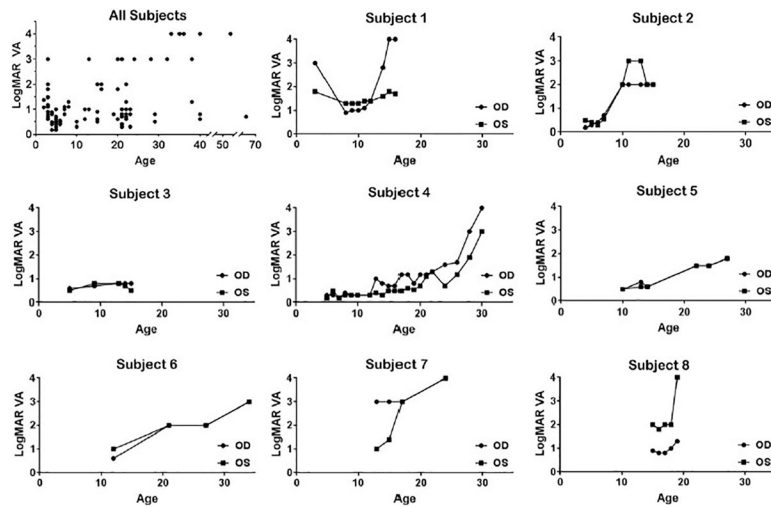 All Subjects
LogMAR VA
4
3
2
1
0
0 10 20 30 40 50 60 70
Age
Subject 1
LogMAR VA
4
3
2
1
0
0 10 20 30
Age
OD
OS
Subject 2
LogMAR VA
4
3
2
1
0
0 10 20 30
Age
OD
OS
Subject 3
LogMAR VA
4
3
2
1
0
0 10 20 30
Age
OD
OS
Subject 4
LogMAR VA
4
3
2
1
0
0 10 20 30
Age
OD
OS
Subject 5
LogMAR VA
4
3
2
1
0
0 10 20 30
Age
OD
OS
Subject 6
LogMAR VA
4
3
2
1
0
0 10 20 30
Age
OD
OS
Subject 7
LogMAR VA
4
3
2
1
0
0 10 20 30
Age
OD
OS
Subject 8
LogMAR VA
4
3
2
1
0
0 10 20 30
Age
OD
OS